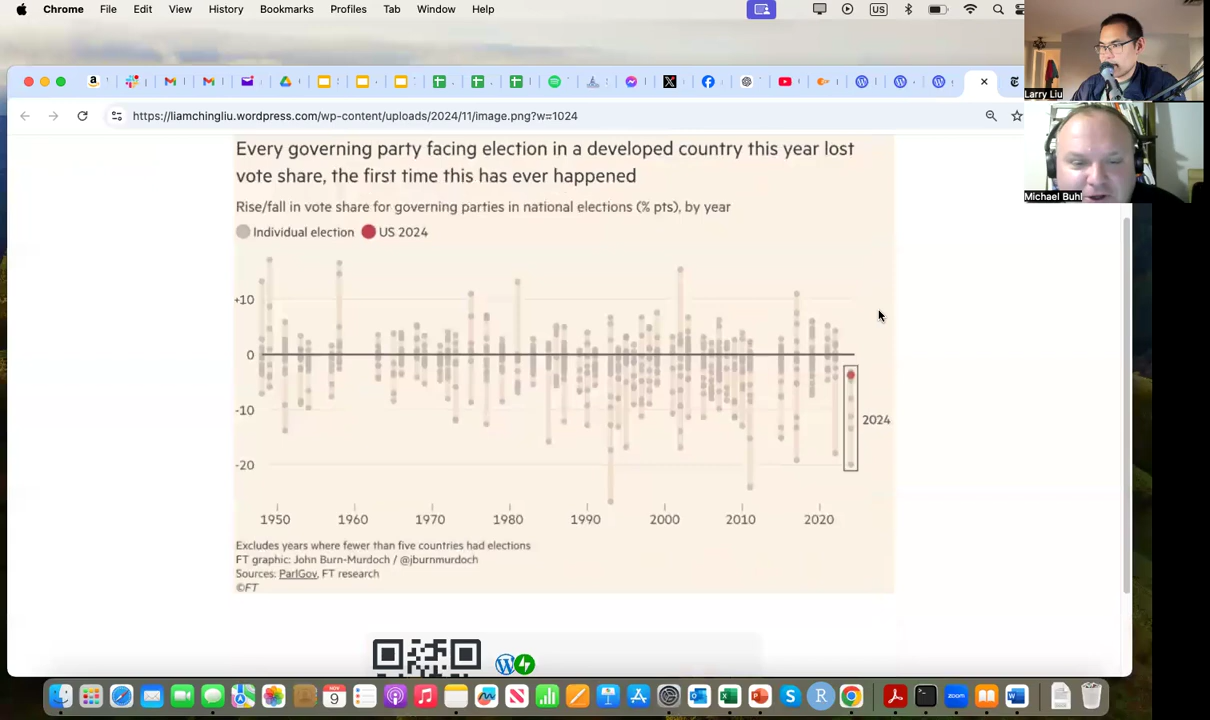 Chrome File Edit View History Bookmarks Profiles Tab Window Help US
https://liamchingliu.wordpress.com/wp-content/uploads/2024/11/image.png?w=1024
Larry Liu
Michael Buhl
Every governing party facing election in a developed country this year lost
vote share, the first time this has ever happened
Rise/fall in vote share for governing parties in national elections (% pts), by year
Individual election US 2024
+10
0
-10
2024
-20
1950 1960 1970 1980 1990 2000 2010 2020
Excludes years where fewer than five countries had elections
FT graphic: John Burn-Murdoch / @jburnmurdoch
Sources: ParlGov, FT research
©FT
NOV
9
zoom